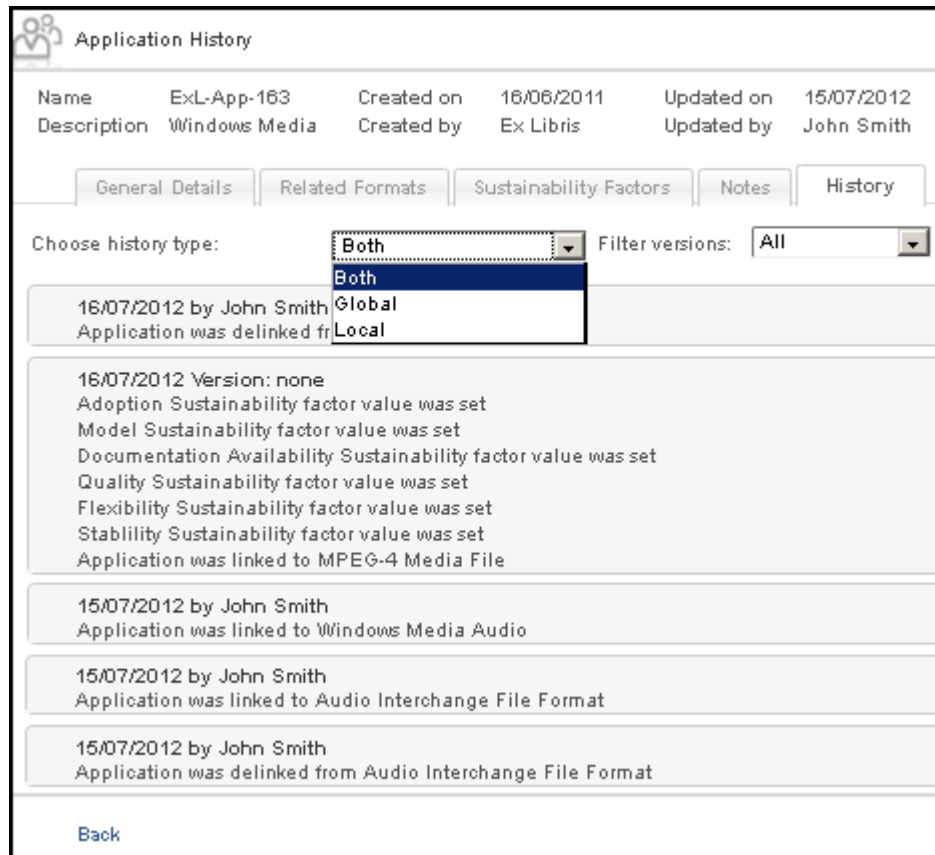 Application History
Name ExL-App-163 Created on 16/06/2011 Updated on 15/07/2012
Description Windows Media Created by Ex Libris Updated by John Smith
General Details Related Formats Sustainability Factors Notes History
Choose history type: Both Filter versions: All
Both
Global
Local
16/07/2012 by John Smith
Application was delinked fr
16/07/2012 Version: none
Adoption Sustainability factor value was set
Model Sustainability factor value was set
Documentation Availability Sustainability factor value was set
Quality Sustainability factor value was set
Flexibility Sustainability factor value was set
Stablility Sustainability factor value was set
Application was linked to MPEG-4 Media File
15/07/2012 by John Smith
Application was linked to Windows Media Audio
15/07/2012 by John Smith
Application was linked to Audio Interchange File Format
15/07/2012 by John Smith
Application was delinked from Audio Interchange File Format
Back